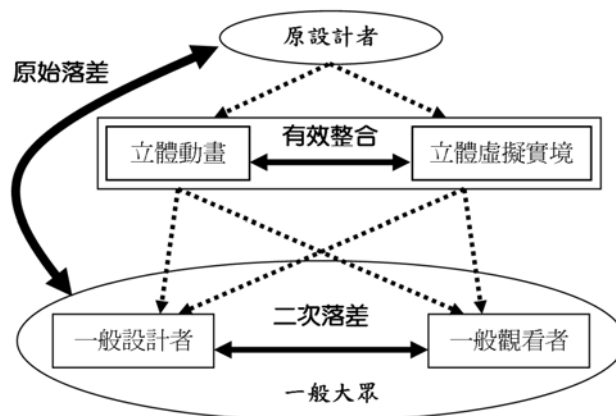 原設計者
原始落差
立體動畫
有效整合
立體虛擬實境
二次落差
一般設計者
一般觀看者
一般大眾